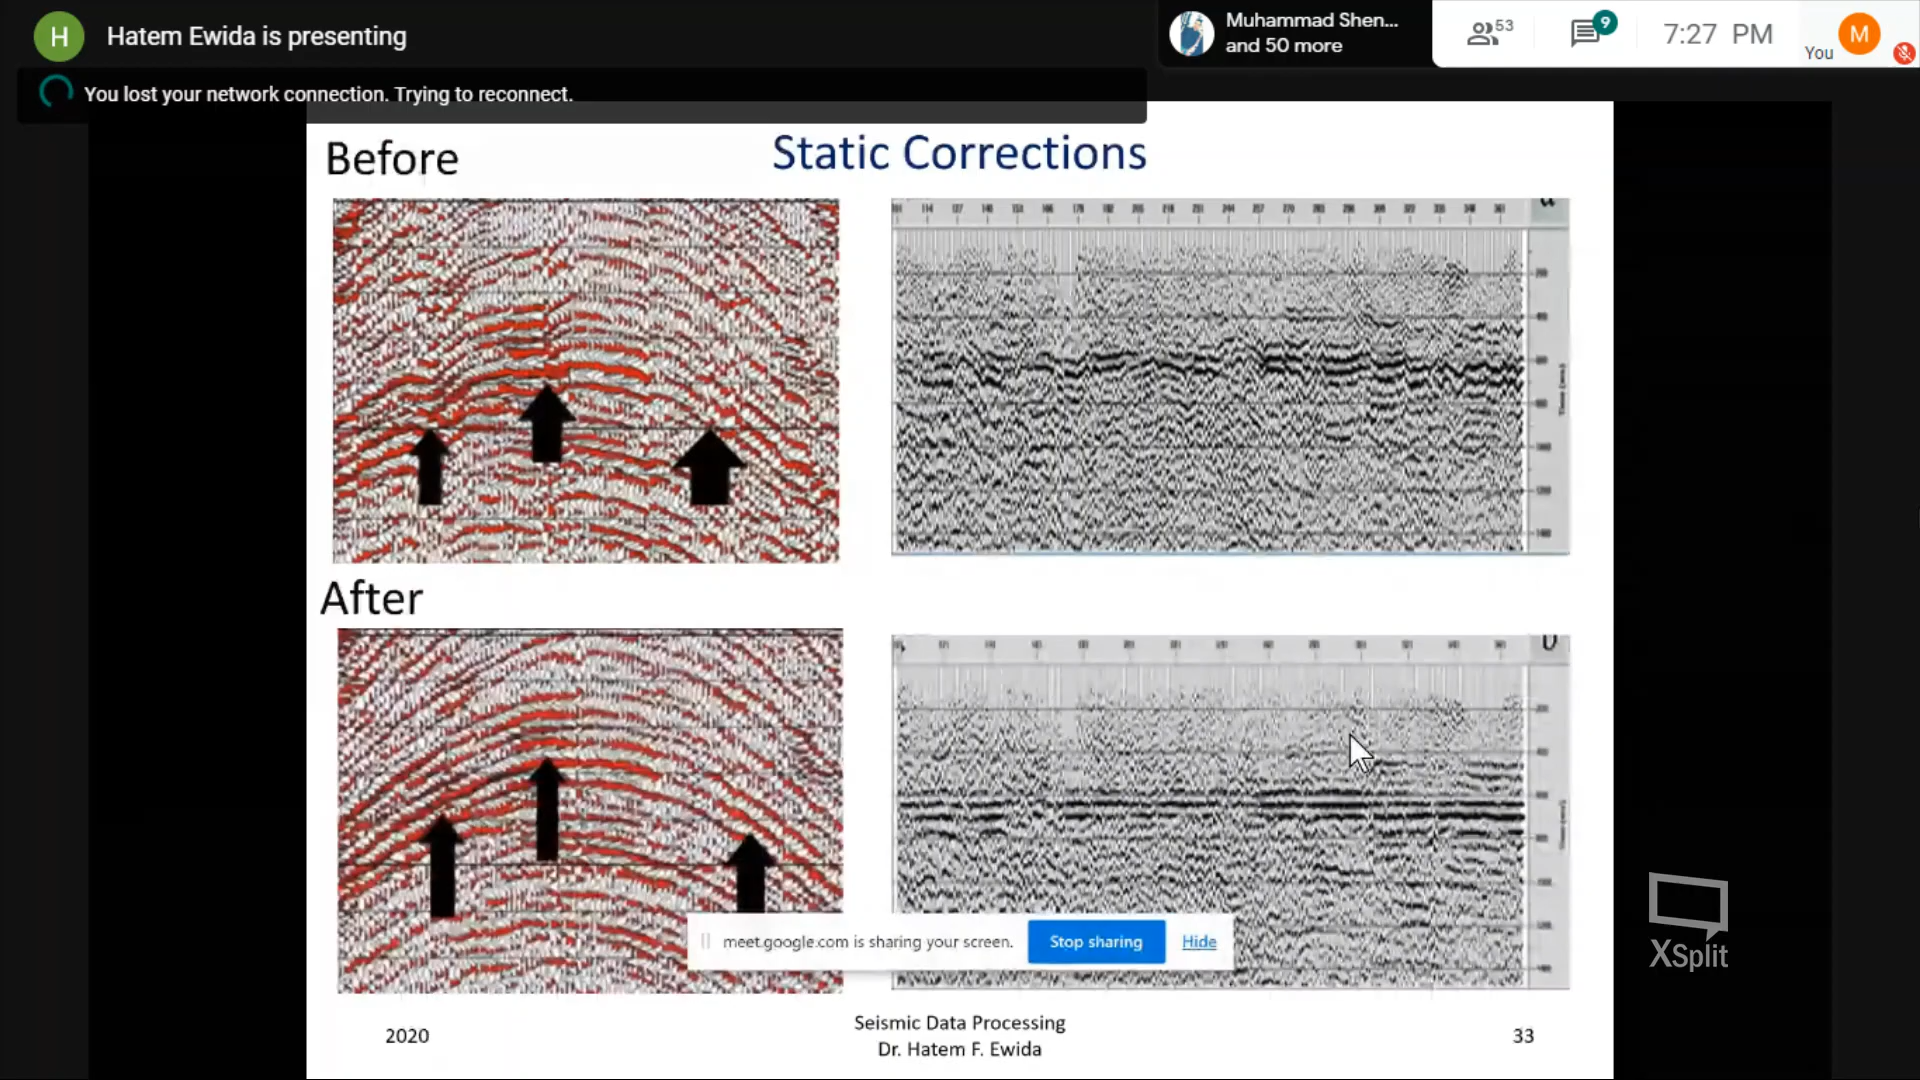 H
Hatem Ewida is presenting
Muhammad Shen...
and 50 more
53
9
7:27 PM
You
M
You lost your network connection. Trying to reconnect.
Before
Static Corrections
a
After
meet.google.com is sharing your screen.
Stop sharing
Hide
XSplit
2020
Seismic Data Processing
Dr. Hatem F. Ewida
33